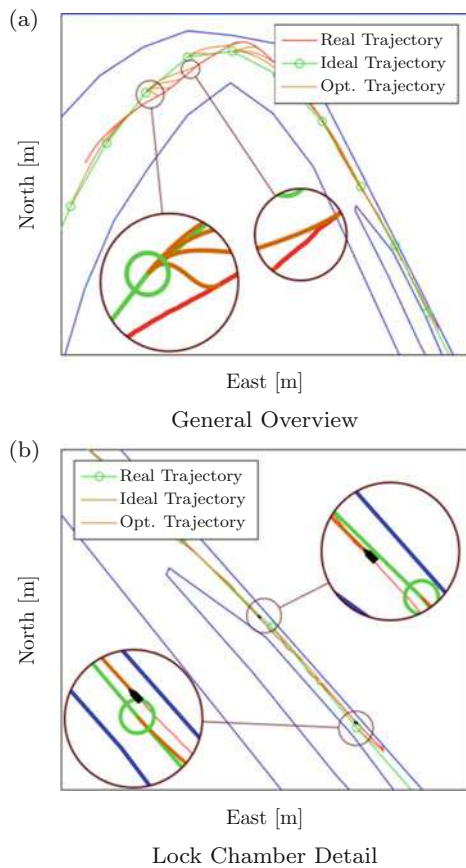 (a)
Real Trajectory
Ideal Trajectory
Opt. Trajectory
North [m]
East [m]
General Overview
(b)
Real Trajectory
Ideal Trajectory
Opt. Trajectory
North [m]
East [m]
Lock Chamber Detail